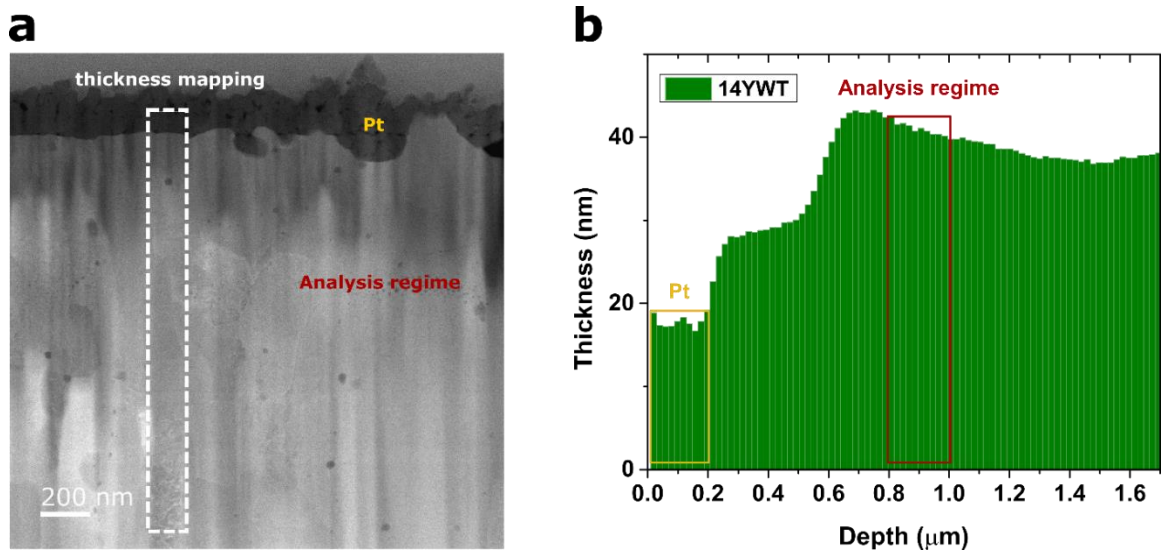 a
thickness mapping
Pt
Analysis regime
200 nm
b
14YWT
Analysis regime
Pt
Thickness (nm)
40
20
0
0.0 0.2 0.4 0.6 0.8 1.0 1.2 1.4 1.6
Depth (μm)